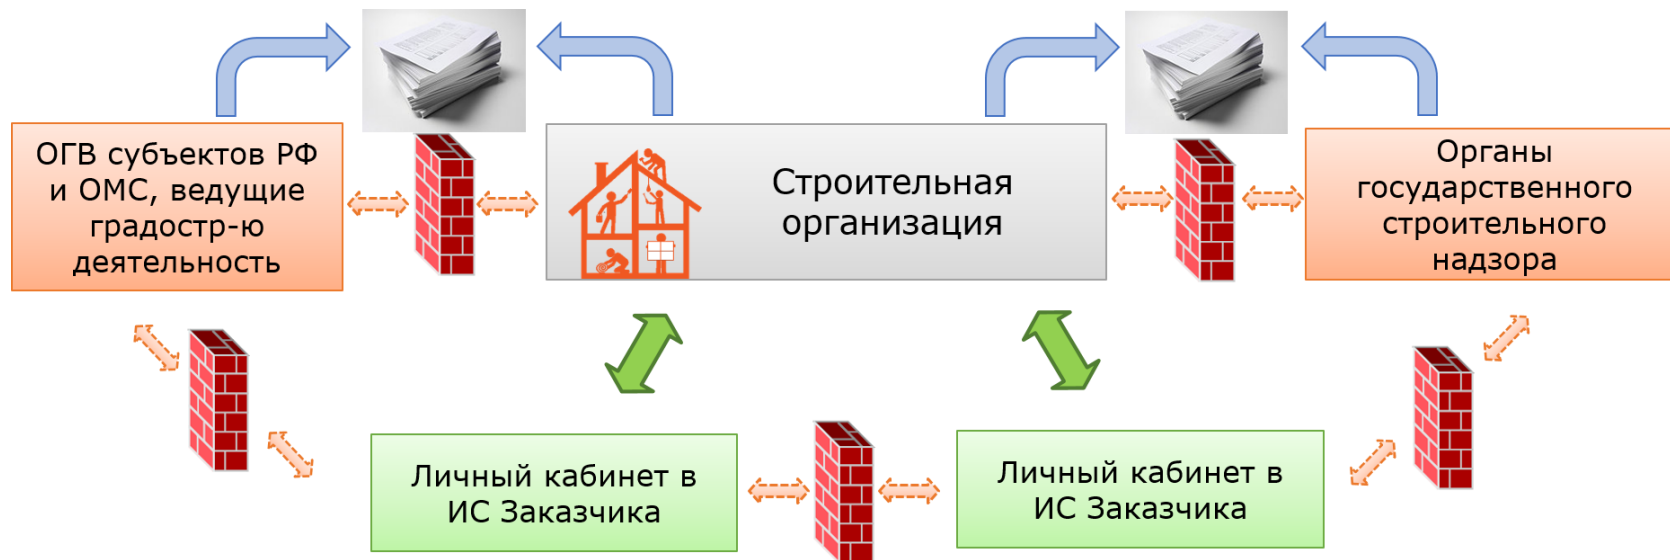 ОГВ субъектов РФ
и ОМС, ведущие
градостр-ю
деятельность
Строительная
организация
Органы
государственного
строительного
надзора
Личный кабинет в
ИС Заказчика
Личный кабинет в
ИС Заказчика